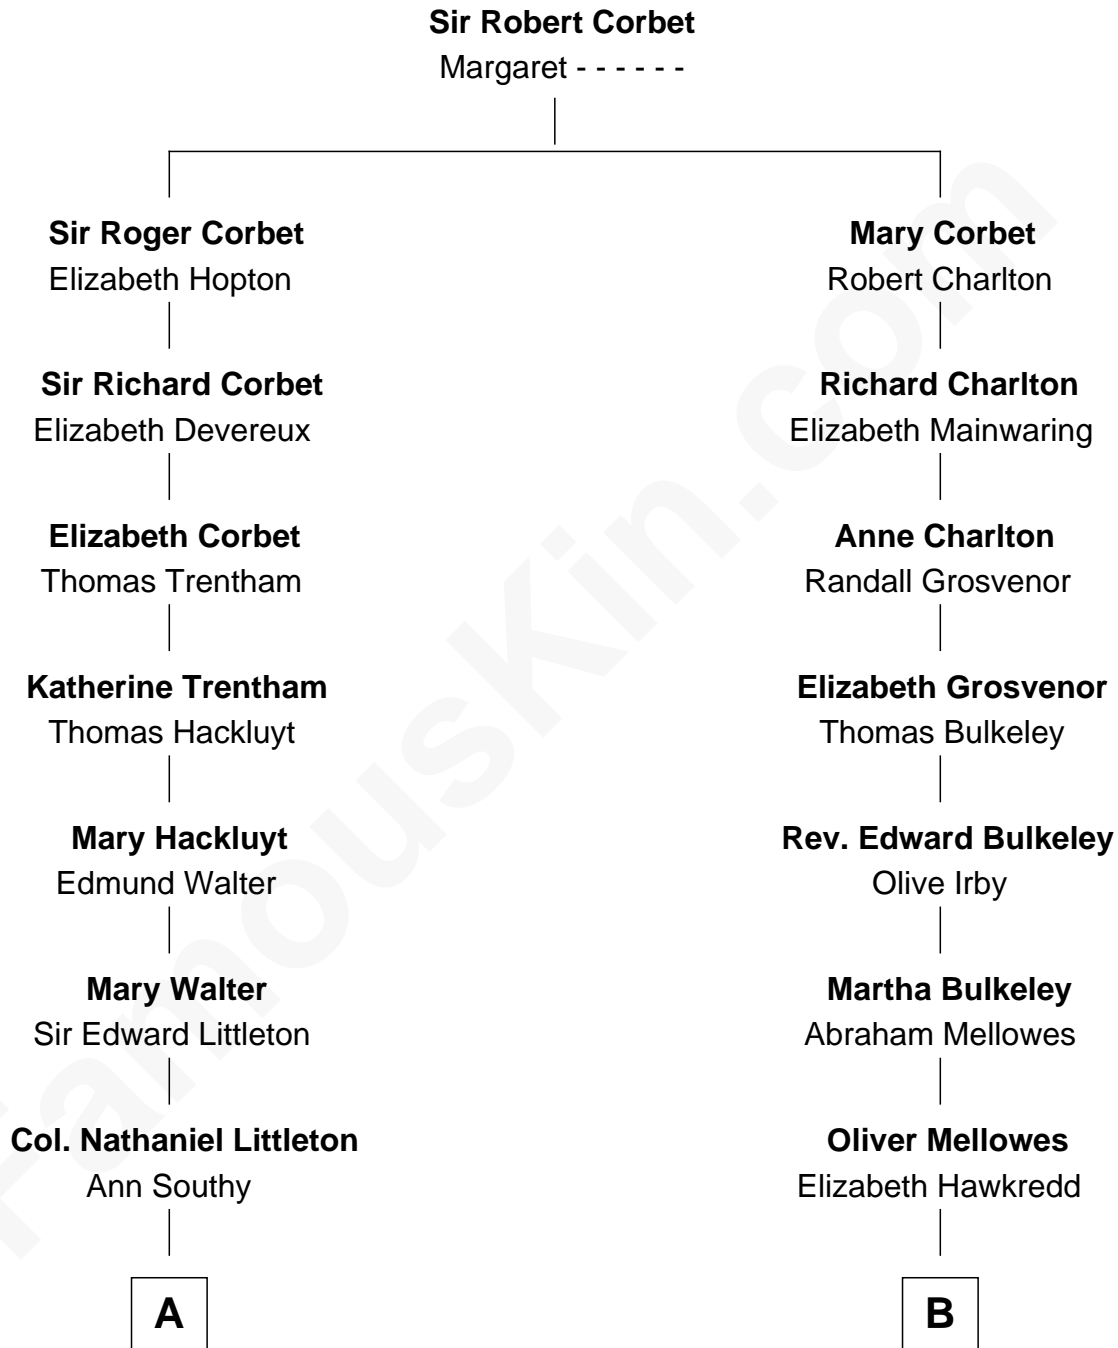 Sir Robert Corbet
Margaret - - - - - -
Sir Roger Corbet
Elizabeth Hopton
Mary Corbet
Robert Charlton
Sir Richard Corbet
Elizabeth Devereux
Richard Charlton
Elizabeth Mainwaring
Elizabeth Corbet
Thomas Trentham
Anne Charlton
Randall Grosvenor
Katherine Trentham
Thomas Hackluyt
Elizabeth Grosvenor
Thomas Bulkeley
Mary Hackluyt
Edmund Walter
Rev. Edward Bulkeley
Olive Irby
Mary Walter
Sir Edward Littleton
Martha Bulkeley
Abraham Mellowes
Col. Nathaniel Littleton
Ann Southy
Oliver Mellowes
Elizabeth Hawkredd
A
B
FamousKin.com